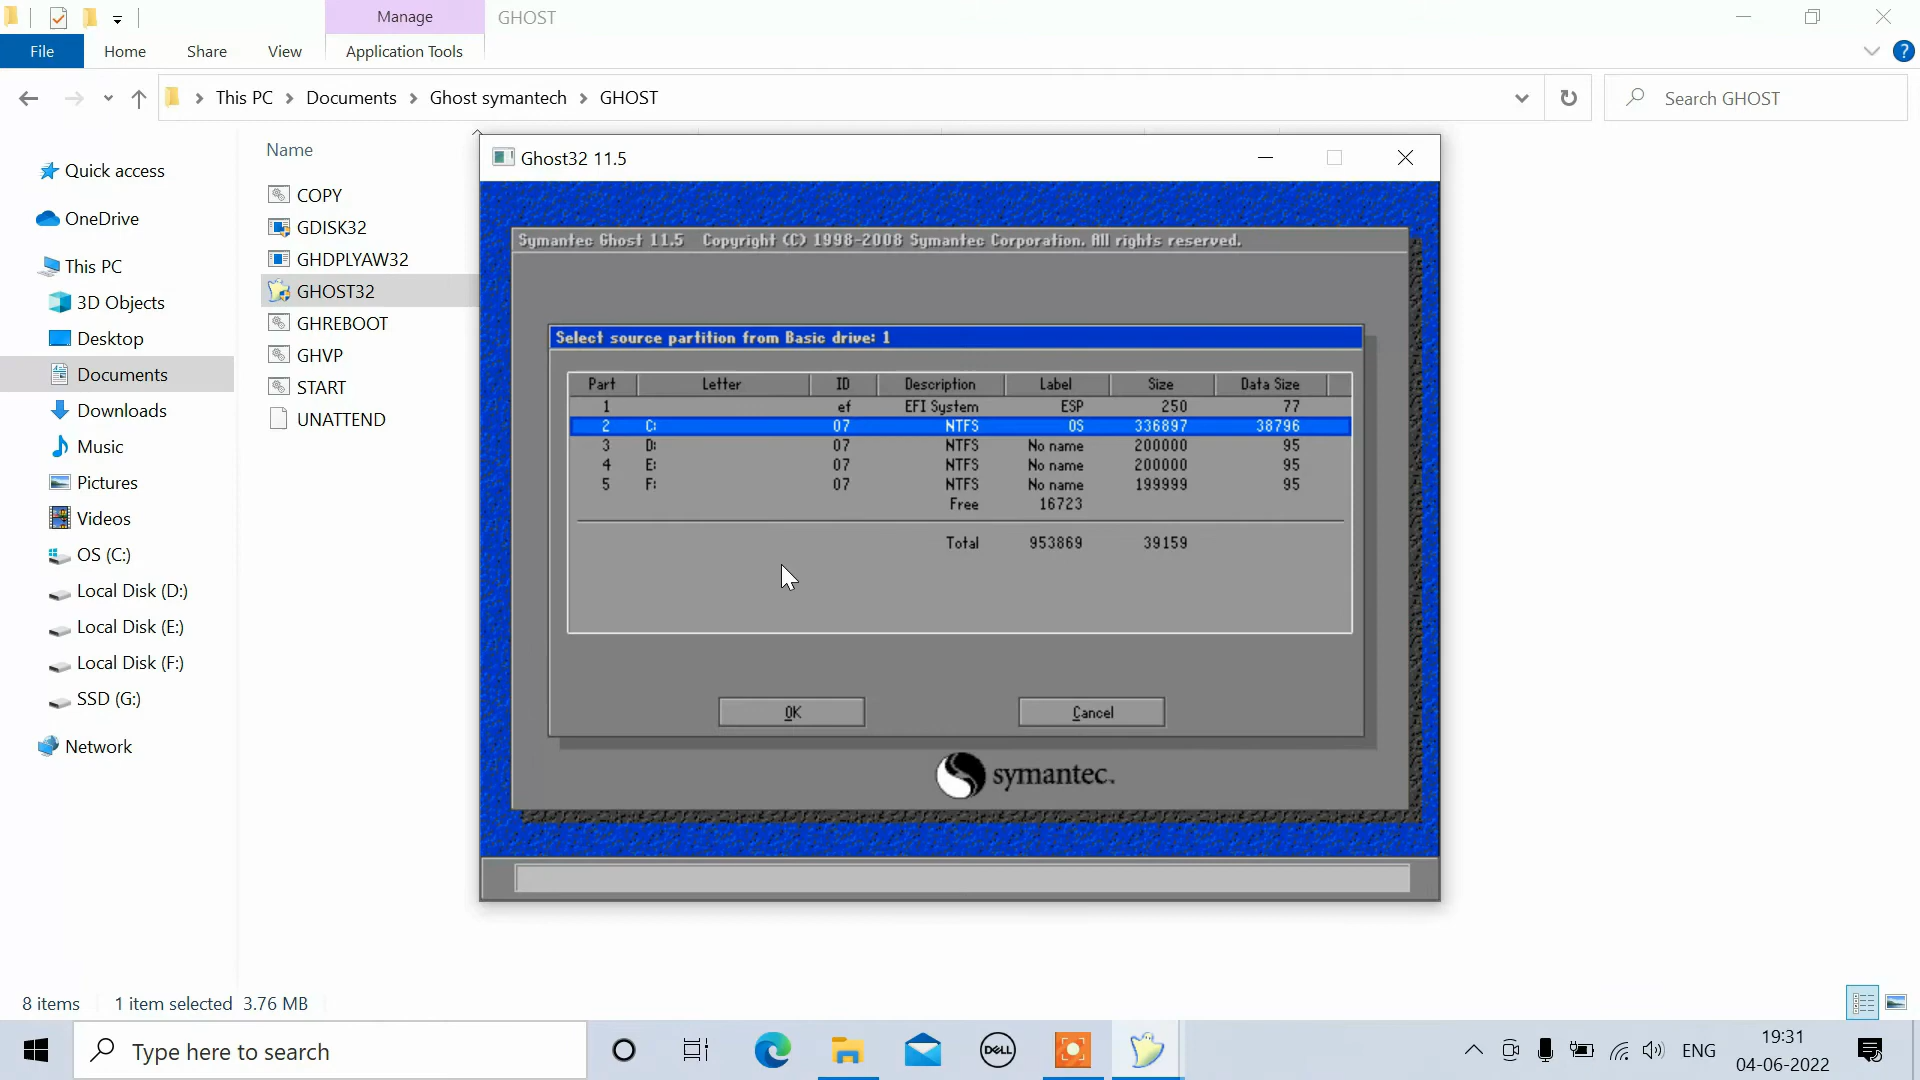 Manage
GHOST
File
Home
Share
View
Application Tools
?
This PC
Documents
Ghost symantech
GHOST
Search GHOST
Quick access
OneDrive
This PC
3D Objects
Desktop
Documents
Downloads
Music
Pictures
Videos
OS (C:)
Local Disk (D:)
Local Disk (E:)
Local Disk (F:)
SSD (G:)
Network
Name
COPY
GDISK32
GHDPLYAW32
GHOST32
GHREBOOT
GHVP
START
UNATTEND
Ghost32 11.5
Symantec Ghost 11.5 Copyright (C) 1998-2008 Symantec Corporation. All rights reserved.
Select source partition from Basic drive: 1
Part Letter ID Description Label Size Data Size
1 ef EFI System ESP 250 77
2 C: 07 NTFS OS 336897 38796
3 D: 07 NTFS No name 200000 95
4 E: 07 NTFS No name 200000 95
5 F: 07 NTFS No name 199999 95
Free 16723
Total 953869 39159
OK
Cancel
symantec.
8 items
1 item selected 3.76 MB
Type here to search
DELL
ENG
19:31
04-06-2022